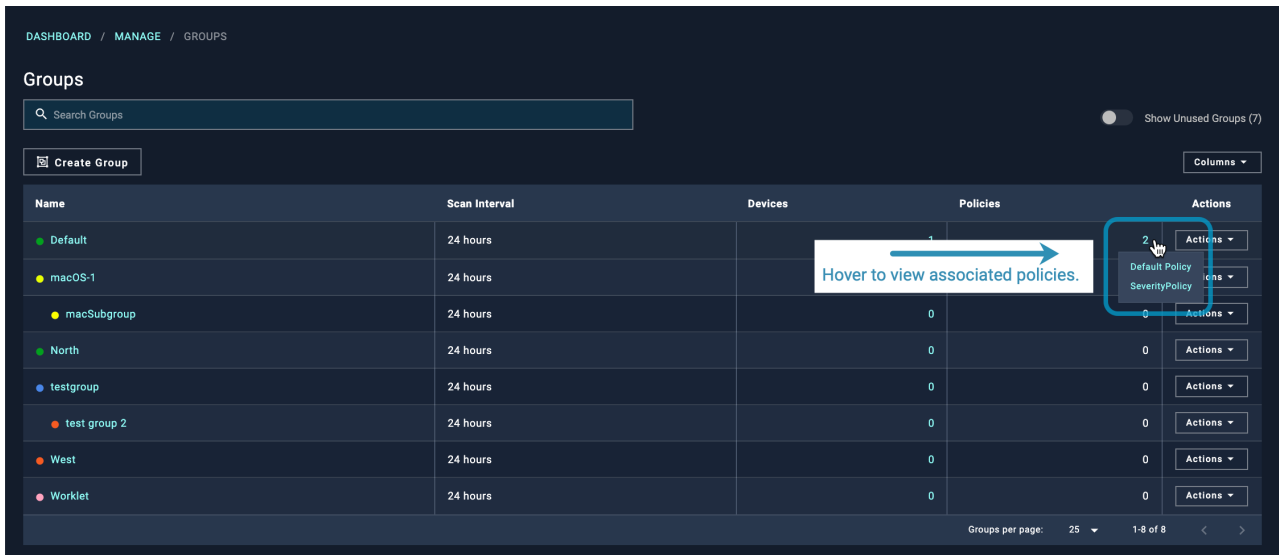 DASHBOARD / MANAGE / GROUPS
Groups
Search Groups
Show Unused Groups (7)
Create Group
Columns
Name Scan Interval Devices Policies Actions
Default 24 hours 1 2 Actions
Hover to view associated policies.
Default Policy
SeverityPolicy
macOS-1 24 hours
macSubgroup 24 hours 0 0 Actions
North 24 hours 0 0 Actions
testgroup 24 hours 0 0 Actions
test group 2 24 hours 0 0 Actions
West 24 hours 0 0 Actions
Worklet 24 hours 0 0 Actions
Groups per page: 25 1-8 of 8